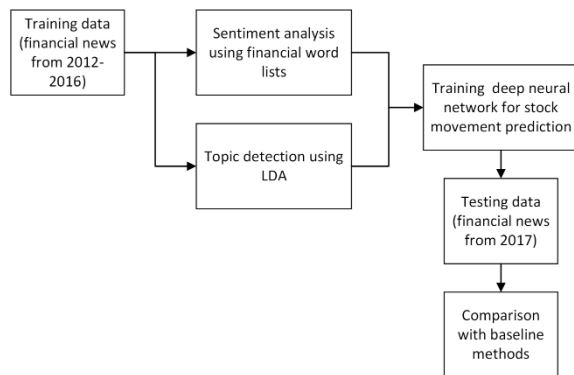 Training data
(financial news
from 2012-
2016)
Sentiment analysis
using financial word
lists
Topic detection using
LDA
Training deep neural
network for stock
movement prediction
Testing data
(financial news
from 2017)
Comparison
with baseline
methods